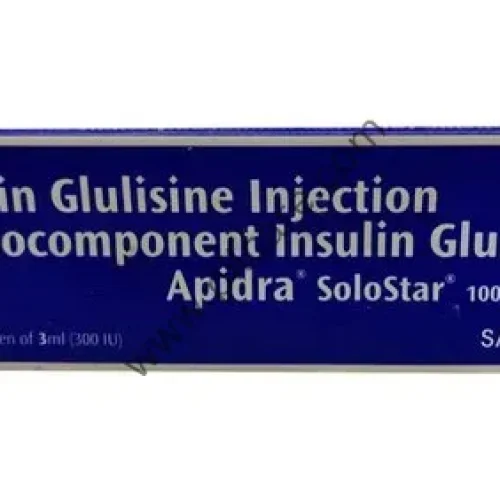 in Glulisine Injection
ocomponent Insulin Glu
Apidra® SoloStar® 100
en of 3ml (300 IU)
SA